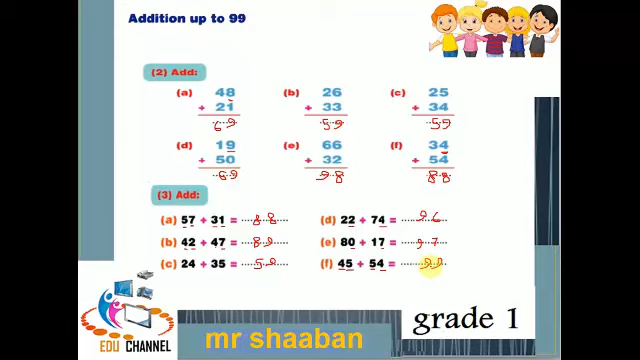 Addition up to 99
(2) Add:
(a) 48 (b) 26 (c) 25
+ 21 + 33 + 34
69 59 59
(d) 19 (e) 66 (f) 34
+ 50 + 32 + 54
69 98 88
(3) Add:
(a) 57 + 31 = 88 (d) 22 + 74 = 96
(b) 42 + 47 = 89 (e) 80 + 17 = 97
(c) 24 + 35 = 59 (f) 45 + 54 = 99
EDU CHANNEL
mr shaaban
grade 1